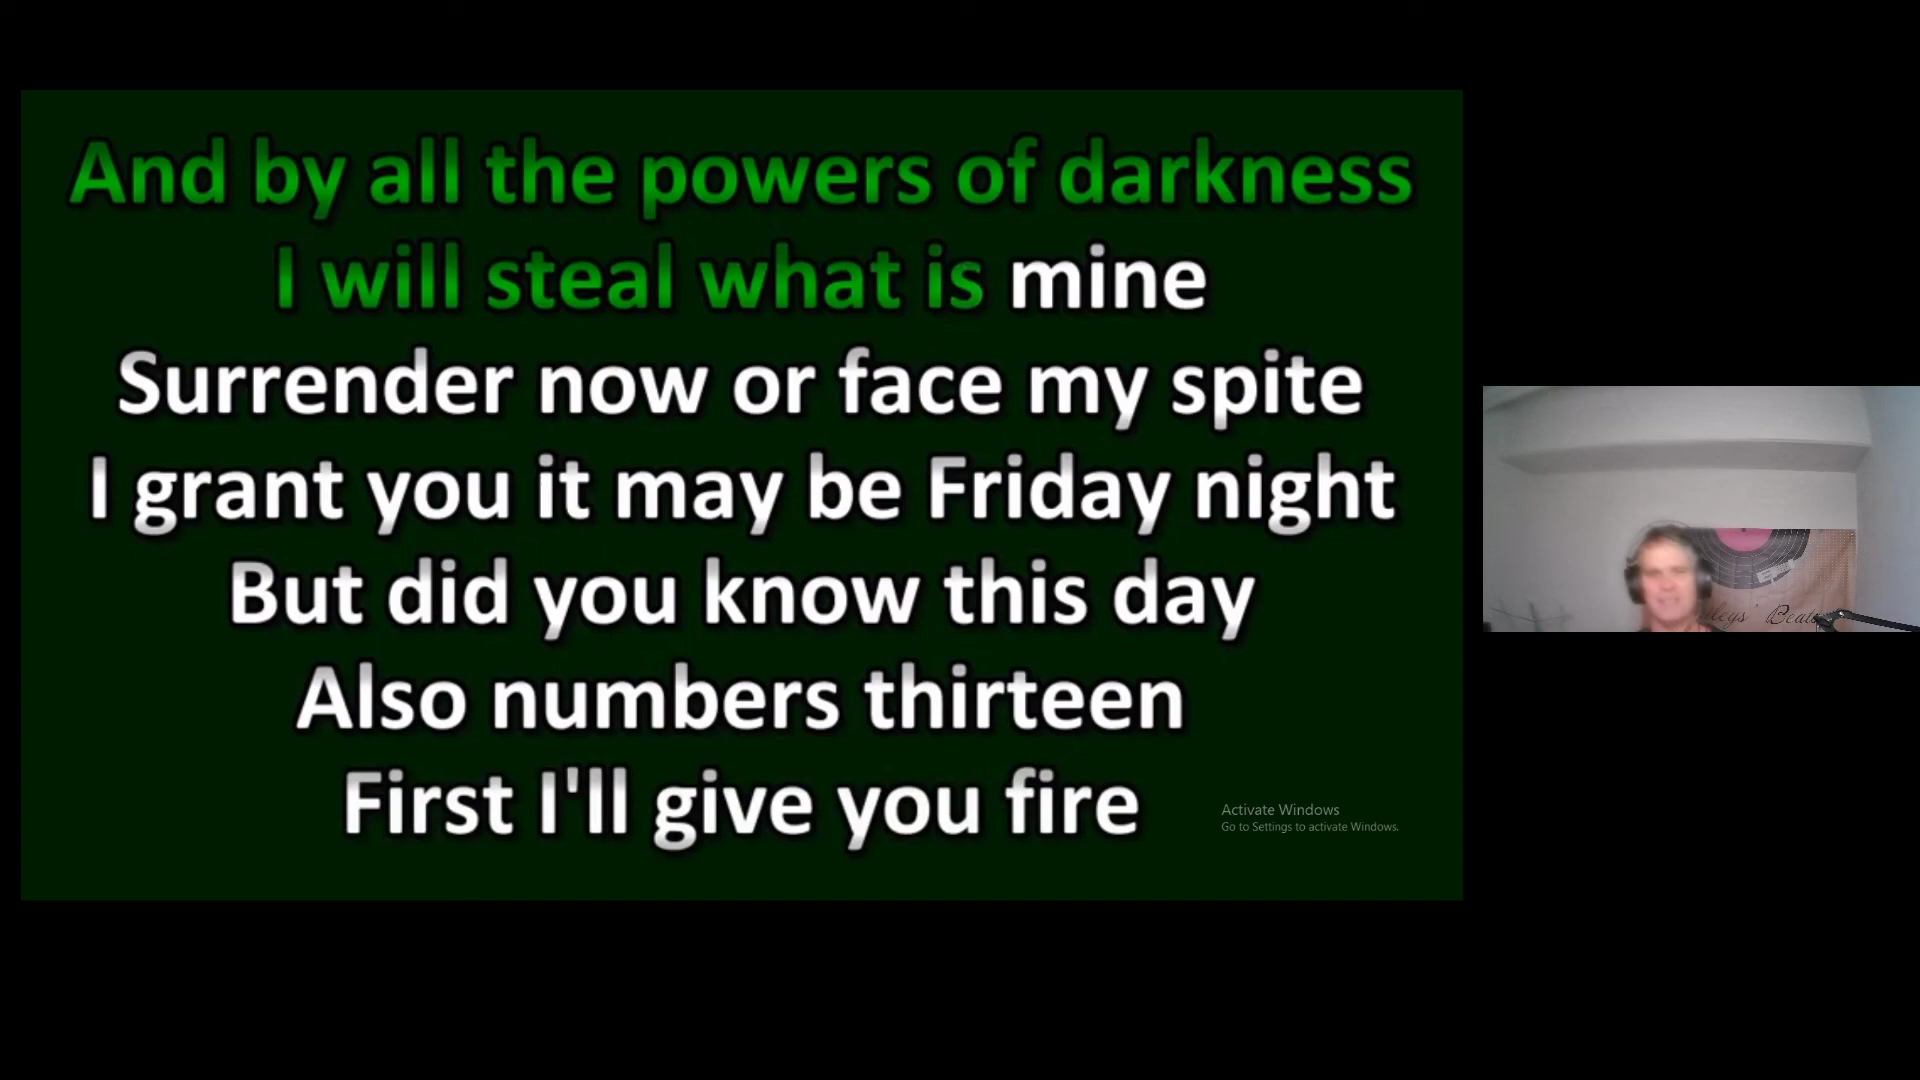 And by all the powers of darkness
I will steal what is mine
Surrender now or face my spite
I grant you it may be Friday night
But did you know this day
Also numbers thirteen
First I'll give you fire
Activate Windows
Go to Settings to activate Windows.
Beats